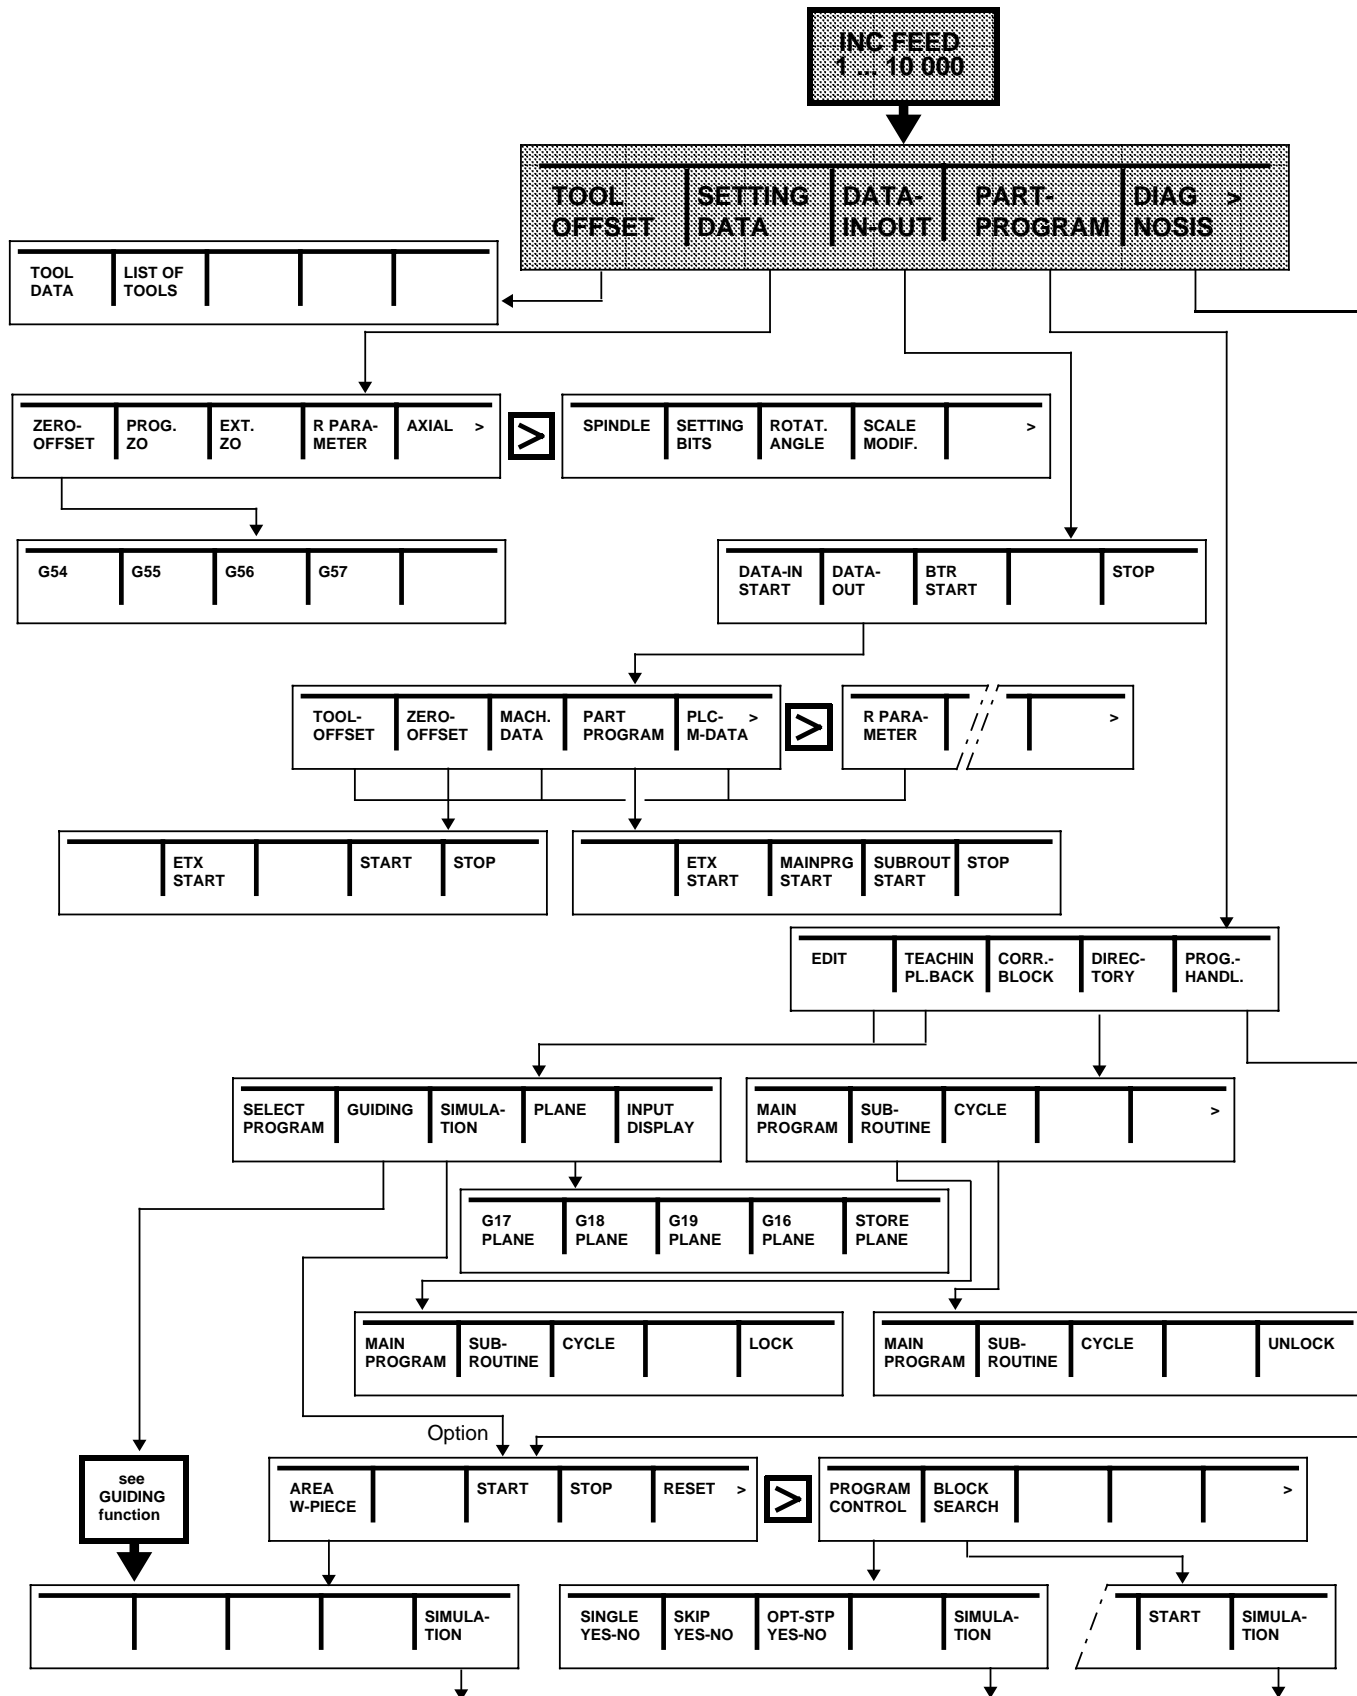 INC FEED
1 ... 10 000
TOOL OFFSET SETTING DATA DATA-IN-OUT PART-PROGRAM DIAG NOSIS >
TOOL LIST OF
DATA TOOLS
ZERO- PROG. EXT. R PARA- AXIAL >
OFFSET ZO ZO METER
>
SPINDLE SETTING ROTAT. SCALE >
BITS ANGLE MODIF.
G54 G55 G56 G57
DATA-IN DATA- BTR STOP
START OUT START
TOOL- ZERO- MACH. PART PLC- >
OFFSET OFFSET DATA PROGRAM M-DATA
>
R PARA- >
METER
ETX START STOP
START
ETX MAINPRG SUBROUT STOP
START START START
EDIT TEACHIN CORR.- DIREC- PROG.-
PL.BACK BLOCK TORY HANDL.
SELECT GUIDING SIMULA- PLANE INPUT
PROGRAM TION DISPLAY
MAIN SUB- CYCLE >
PROGRAM ROUTINE
G17 G18 G19 G16 STORE
PLANE PLANE PLANE PLANE PLANE
MAIN SUB- CYCLE LOCK
PROGRAM ROUTINE
MAIN SUB- CYCLE UNLOCK
PROGRAM ROUTINE
Option
see
GUIDING
function
AREA START STOP RESET >
W-PIECE
>
PROGRAM BLOCK >
CONTROL SEARCH
SIMULA-
TION
SINGLE SKIP OPT-STP SIMULA-
YES-NO YES-NO YES-NO TION
START SIMULA-
TION